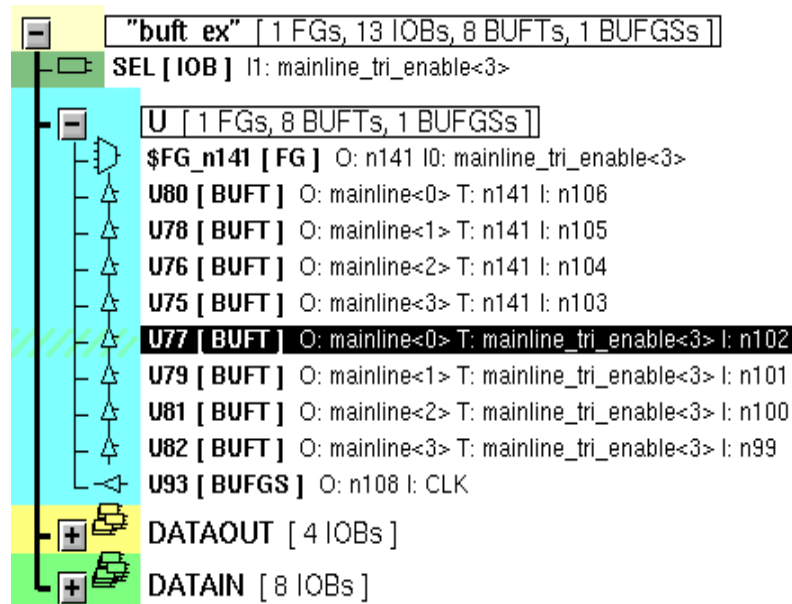 "buft_ex" [ 1 FGs, 13 IOBs, 8 BUFTs, 1 BUFGSs ]
SEL [ IOB ] I1: mainline_tri_enable<3>
U [ 1 FGs, 8 BUFTs, 1 BUFGSs ]
$FG_n141 [ FG ] O: n141 I0: mainline_tri_enable<3>
U80 [ BUFT ] O: mainline<0> T: n141 I: n106
U78 [ BUFT ] O: mainline<1> T: n141 I: n105
U76 [ BUFT ] O: mainline<2> T: n141 I: n104
U75 [ BUFT ] O: mainline<3> T: n141 I: n103
U77 [ BUFT ] O: mainline<0> T: mainline_tri_enable<3> I: n102
U79 [ BUFT ] O: mainline<1> T: mainline_tri_enable<3> I: n101
U81 [ BUFT ] O: mainline<2> T: mainline_tri_enable<3> I: n100
U82 [ BUFT ] O: mainline<3> T: mainline_tri_enable<3> I: n99
U93 [ BUFGS ] O: n108 I: CLK
DATAOUT [ 4 IOBs ]
DATAIN [ 8 IOBs ]